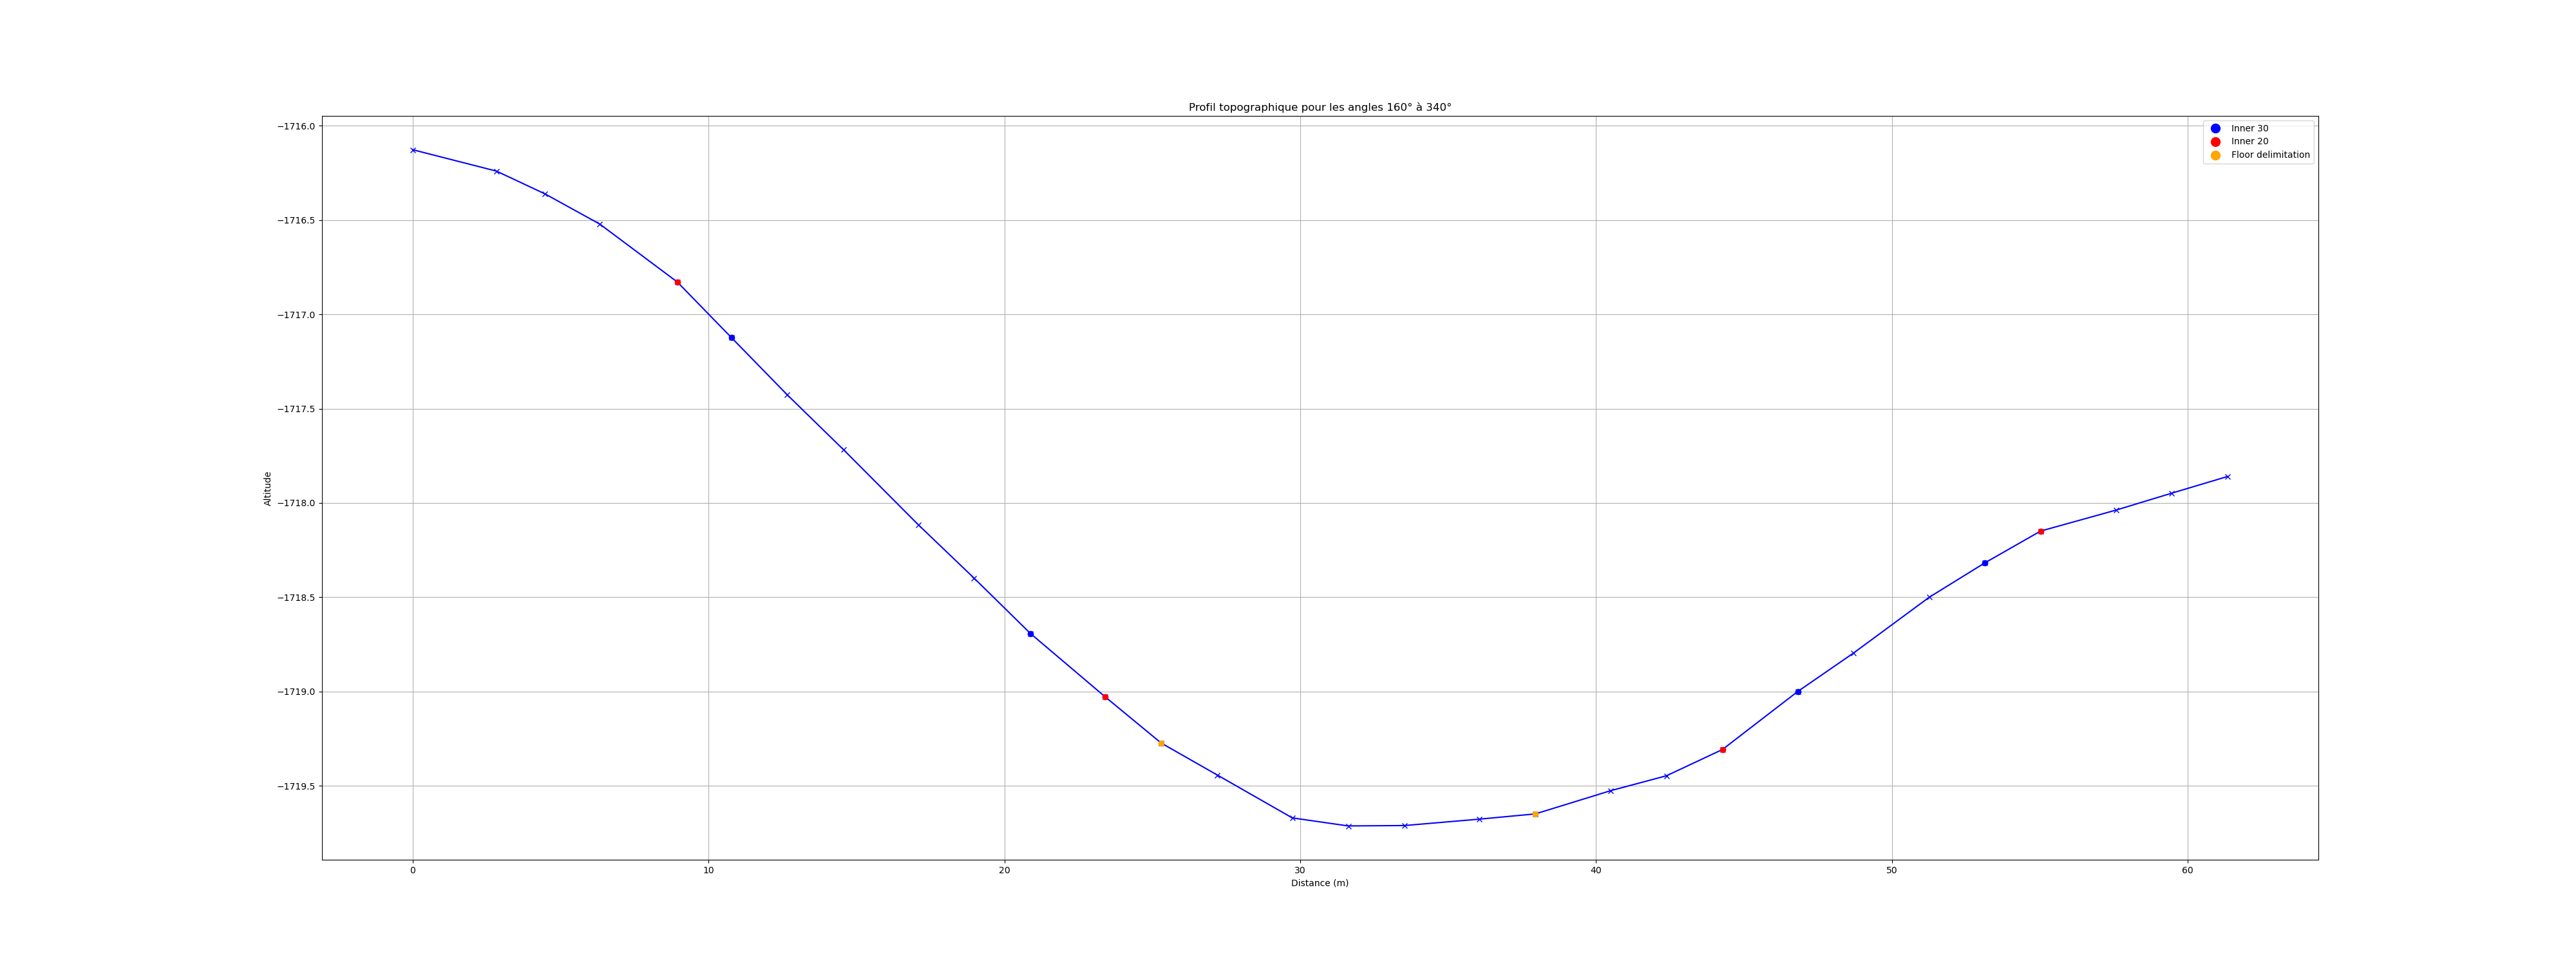 Profil topographique pour les angles 160° à 340°
−1716.0
−1716.5
−1717.0
−1717.5
−1718.0
−1718.5
−1719.0
−1719.5
Altitude
Inner 30
Inner 20
Floor delimitation
0 10 20 30 40 50 60
Distance (m)